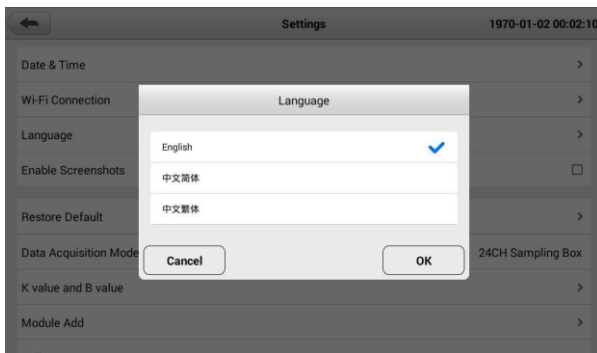 Settings 1970-01-02 00:02:10
Date & Time
Wi-Fi Connection
Language
Language
English
Enable Screenshots
中文简体
中文繁体
Restore Default
Data Acquisition Mode 24CH Sampling Box
Cancel OK
K value and B value
Module Add